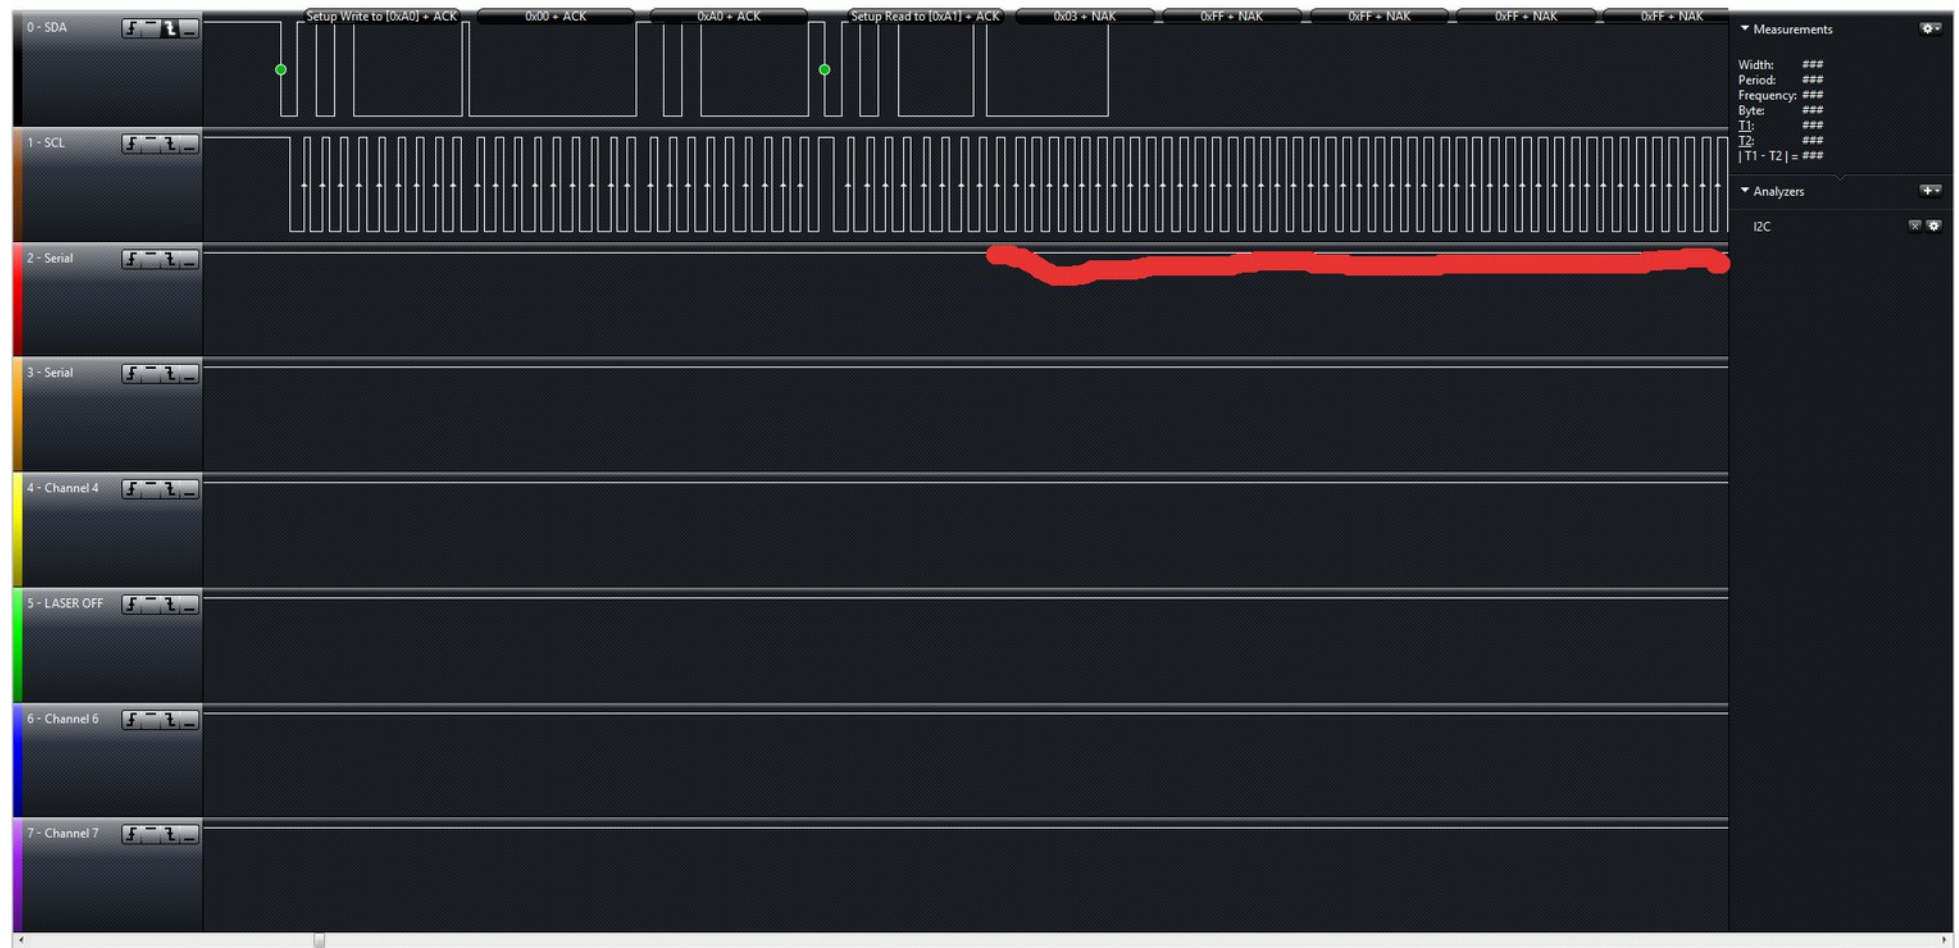 Setup Write to [0xA0] + ACK 0x00 + ACK 0xA0 + ACK Setup Read to [0xA1] + ACK 0x03 + NAK 0xFF + NAK 0xFF + NAK 0xFF + NAK 0xFF + NAK
0 - SDA
1 - SCL
2 - Serial
3 - Serial
4 - Channel 4
5 - LASER OFF
6 - Channel 6
7 - Channel 7
Measurements
Width: ###
Period: ###
Frequency: ###
Byte: ###
T1: ###
T2: ###
| T1 - T2 | = ###
Analyzers
I2C